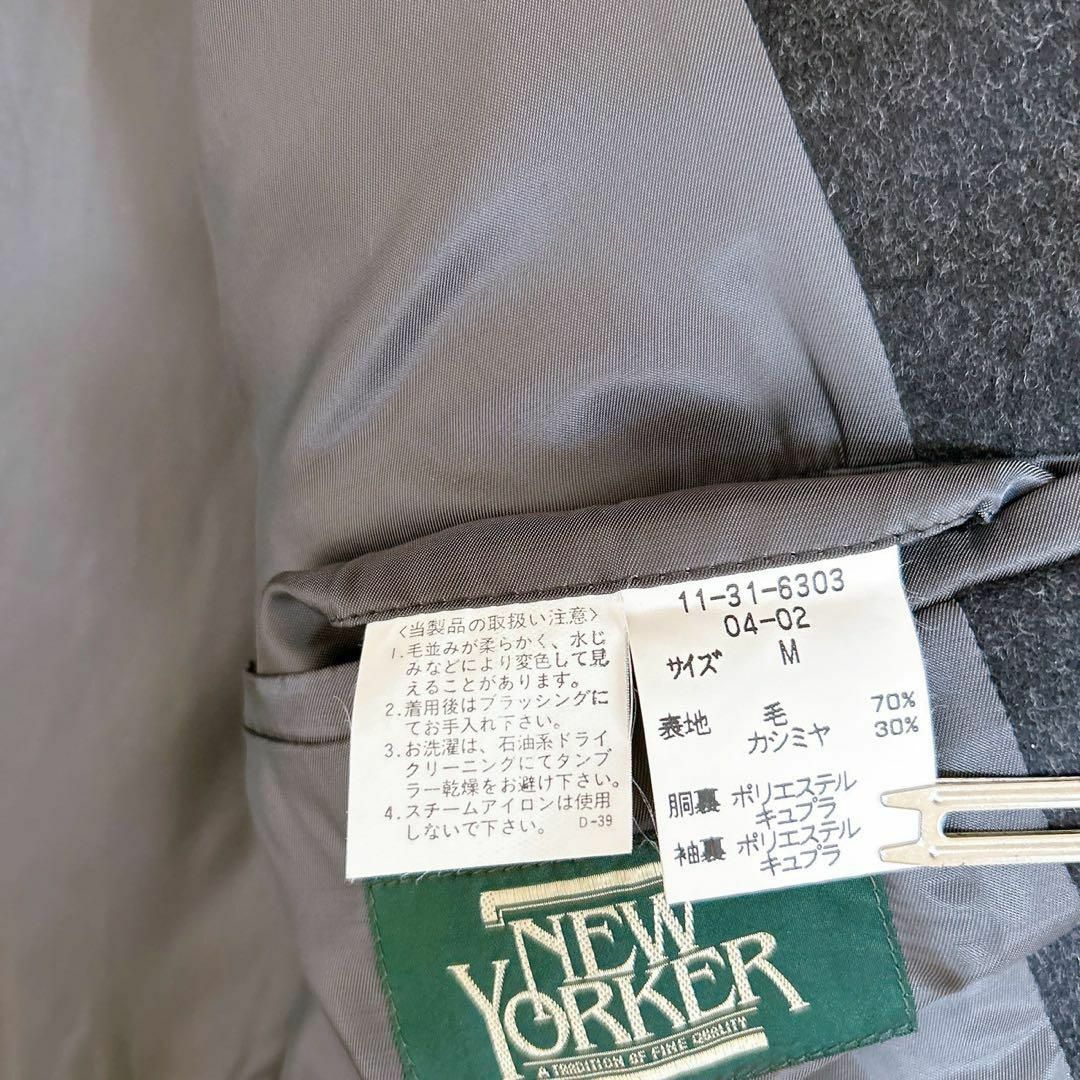 〈当製品の取扱い注意〉
1. 毛並みが柔らかく、水じ
みなどにより変色して見
えることがあります。
2. 着用後はブラッシングに
てお手入れ下さい。
3. お洗濯は、石油系ドライ
クリーニングにてタンブ
ラー乾燥をお避け下さい。
4. スチームアイロンは使用
しないで下さい。 D-39
11-31-6303
04-02
サイズ M
表地 毛 70%
カシミヤ 30%
胴裏 ポリエステル
キュプラ
袖裏 ポリエステル
キュプラ
NEW
YORKER
A TRADITION OF FINE QUALITY